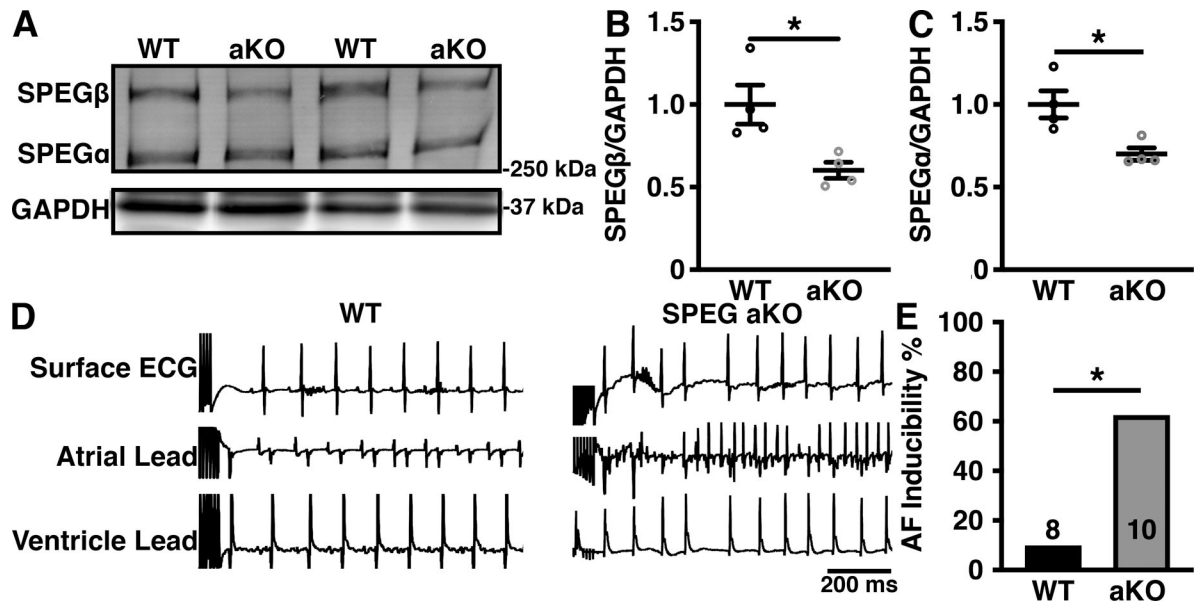 A
WT aKO WT aKO
SPEGβ
SPEGα
-250 kDa
GAPDH
-37 kDa
B
SPEGβ/GAPDH
1.5
1.0
0.5
0
*
WT aKO
C
SPEGα/GAPDH
1.5
1.0
0.5
0
*
WT aKO
D
WT
SPEG aKO
Surface ECG
Atrial Lead
Ventricle Lead
200 ms
E
AF Inducibility %
100
80
60
40
20
0
*
8
10
WT aKO